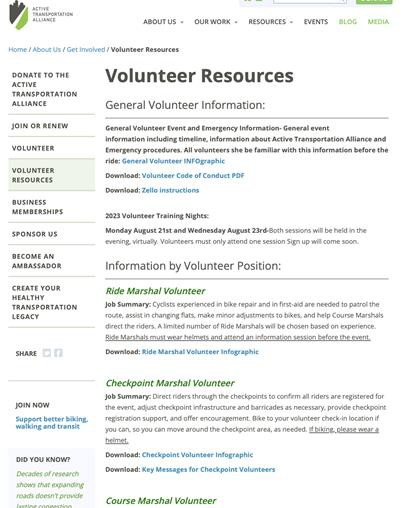 ACTIVE
TRANSPORTATION
ALLIANCE
ABOUT US
OUR WORK
RESOURCES
EVENTS
BLOG
MEDIA
Home / About Us / Get Involved / Volunteer Resources
DONATE TO THE
ACTIVE
TRANSPORTATION
ALLIANCE
JOIN OR RENEW
VOLUNTEER
VOLUNTEER
RESOURCES
BUSINESS
MEMBERSHIPS
SPONSOR US
BECOME AN
AMBASSADOR
CREATE YOUR
HEALTHY
TRANSPORTATION
LEGACY
SHARE
JOIN NOW
Support better biking,
walking and transit
DID YOU KNOW?
Decades of research
shows that expanding
roads doesn't provide
lasting congestion
Volunteer Resources
General Volunteer Information:
General Volunteer Event and Emergency Information- General event
information including timeline, information about Active Transportation Alliance and
Emergency procedures. All volunteers she be familiar with this information before the
ride: General Volunteer INFOgraphic
Download: Volunteer Code of Conduct PDF
Download: Zello instructions
2023 Volunteer Training Nights:
Monday August 21st and Wednesday August 23rd-Both sessions will be held in the
evening, virtually. Volunteers must only attend one session Sign up will come soon.
Information by Volunteer Position:
Ride Marshal Volunteer
Job Summary: Cyclists experienced in bike repair and in first-aid are needed to patrol the
route, assist in changing flats, make minor adjustments to bikes, and help Course Marshals
direct the riders. A limited number of Ride Marshals will be chosen based on experience.
Ride Marshals must wear helmets and attend an information session before the event.
Download: Ride Marshal Volunteer Infographic
Checkpoint Marshal Volunteer
Job Summary: Direct riders through the checkpoints to confirm all riders are registered for
the event, adjust checkpoint infrastructure and barricades as necessary, provide checkpoint
registration support, and offer encouragement. Bike to your volunteer check-in location if
you can, so you can move around the checkpoint area, as needed. If biking, please wear a
helmet.
Download: Checkpoint Volunteer Infographic
Download: Key Messages for Checkpoint Volunteers
Course Marshal Volunteer